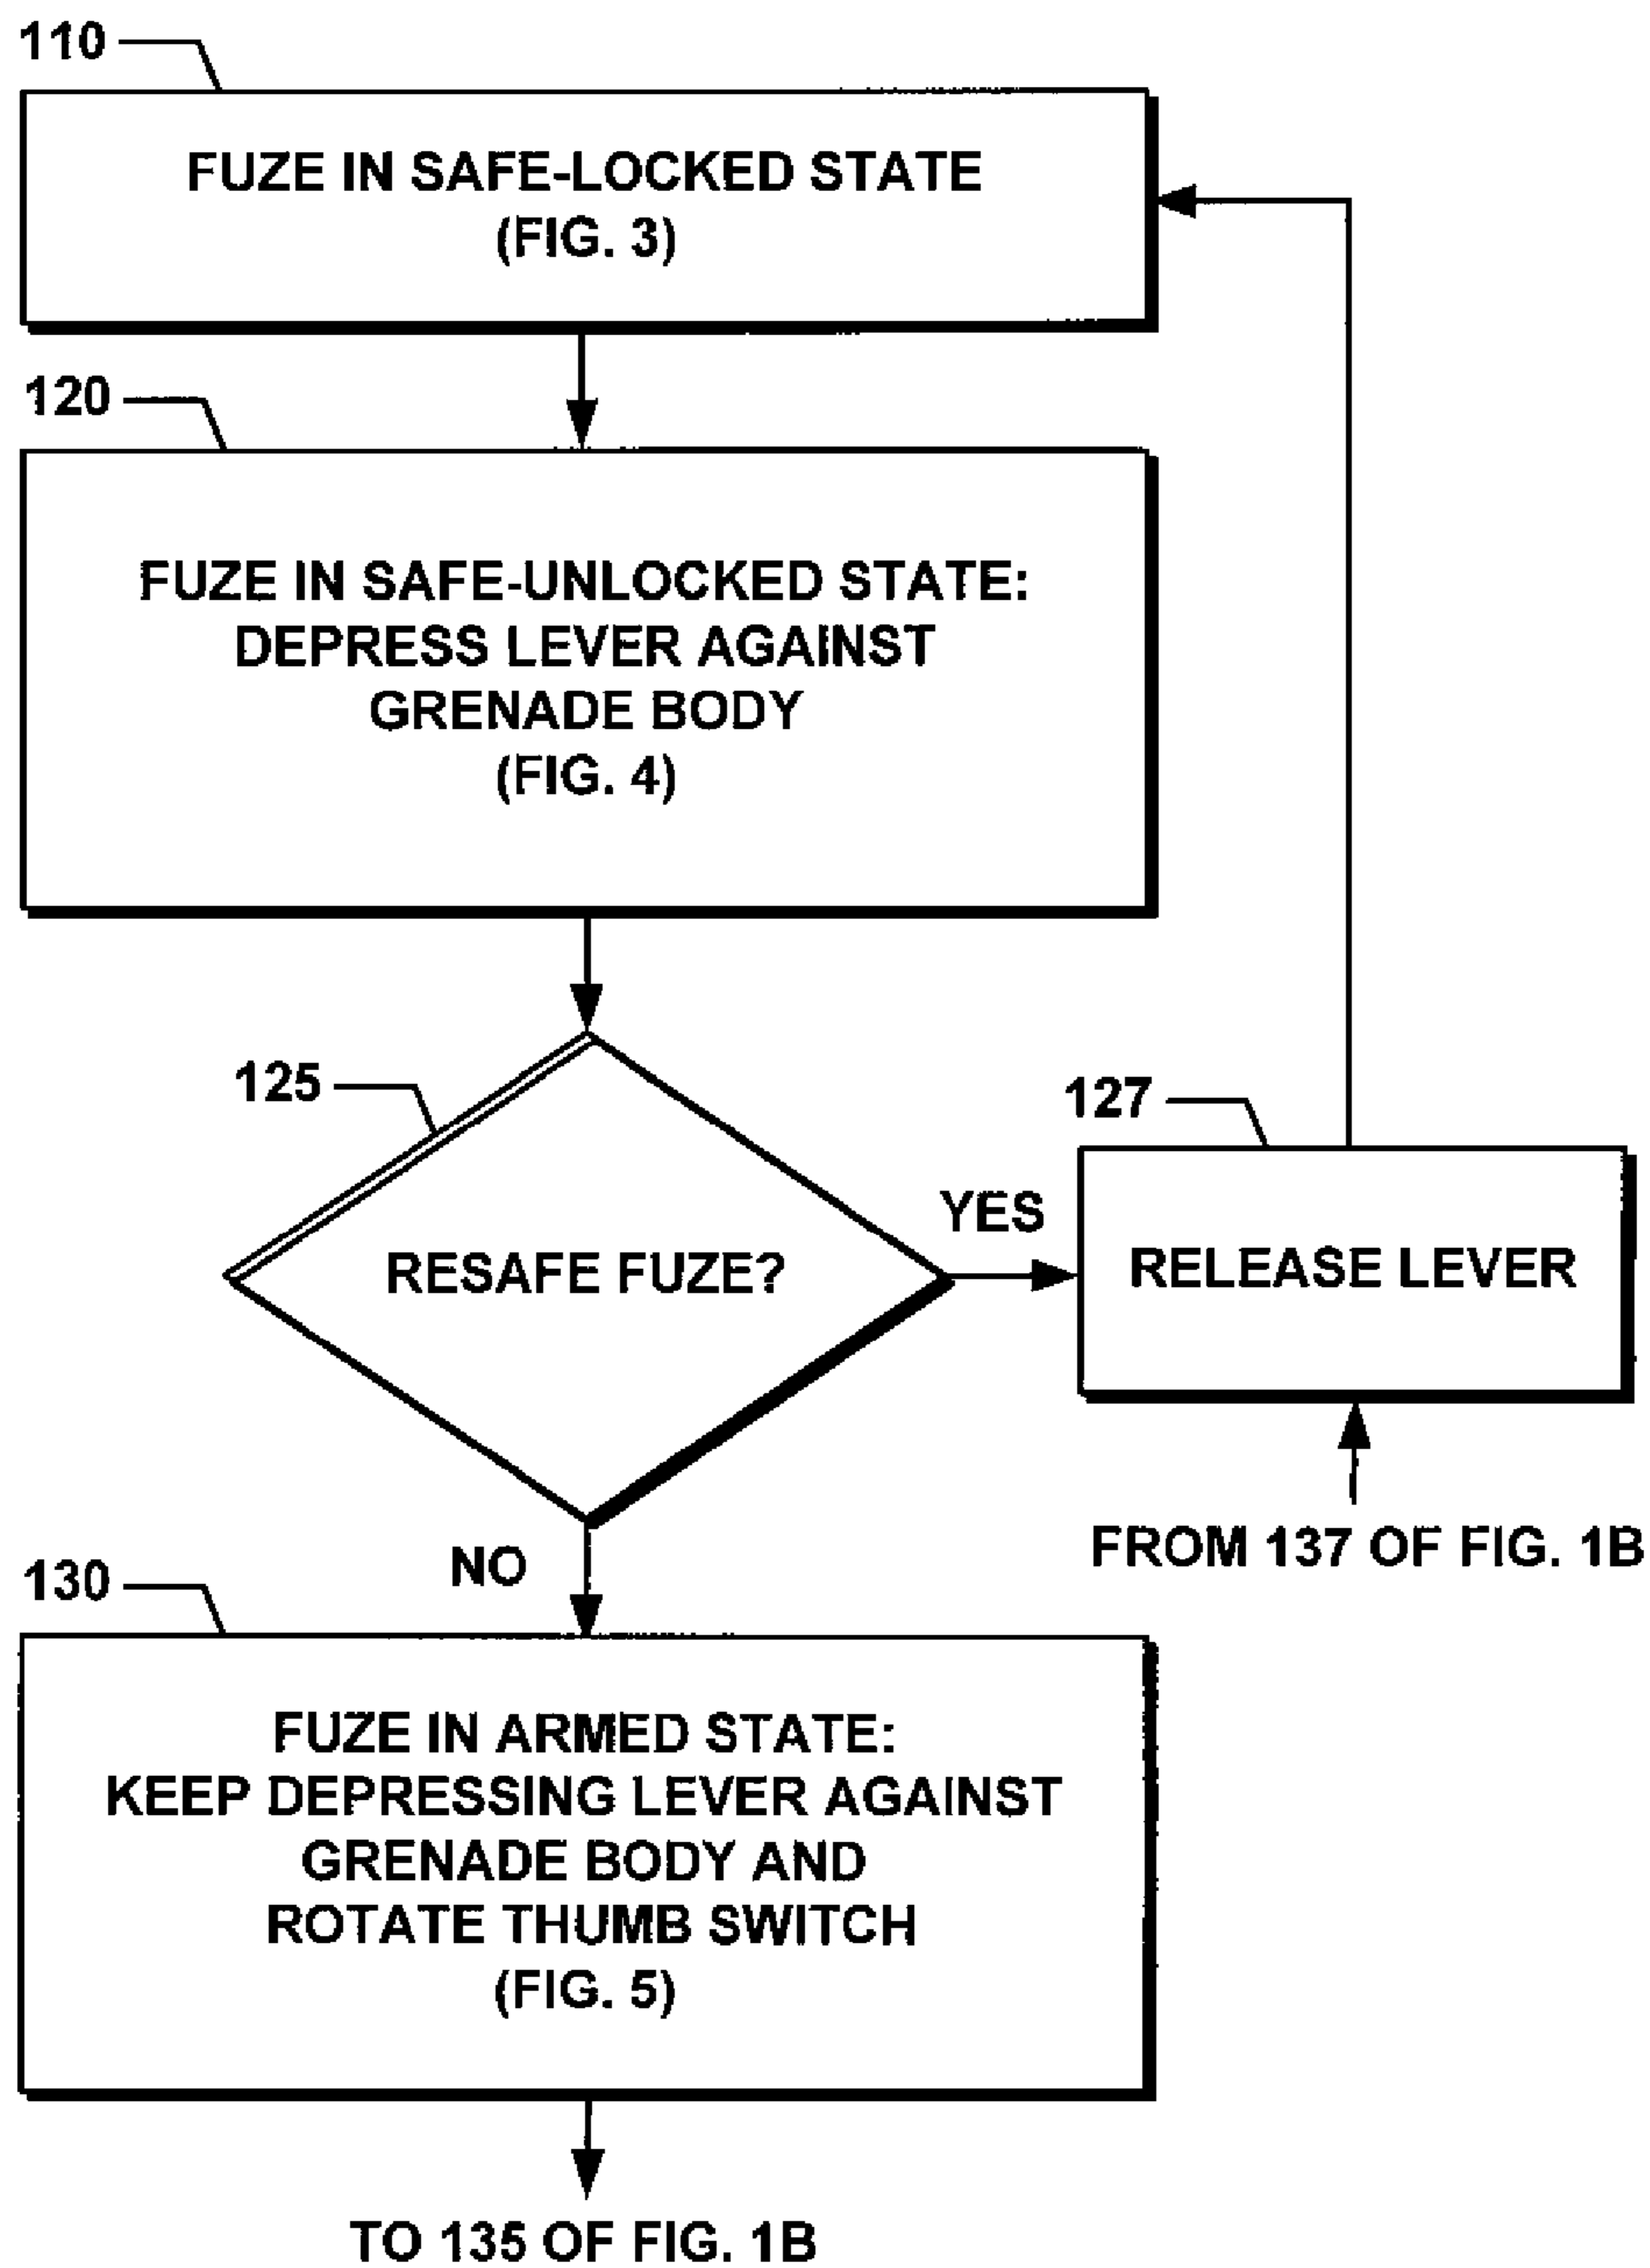 110
FUZE IN SAFE-LOCKED STATE
(FIG. 3)
120
FUZE IN SAFE-UNLOCKED STATE:
DEPRESS LEVER AGAINST
GRENADE BODY
(FIG. 4)
125
RESAFE FUZE?
YES
127
RELEASE LEVER
FROM 137 OF FIG. 1B
NO
130
FUZE IN ARMED STATE:
KEEP DEPRESSING LEVER AGAINST
GRENADE BODY AND
ROTATE THUMB SWITCH
(FIG. 5)
TO 135 OF FIG. 1B